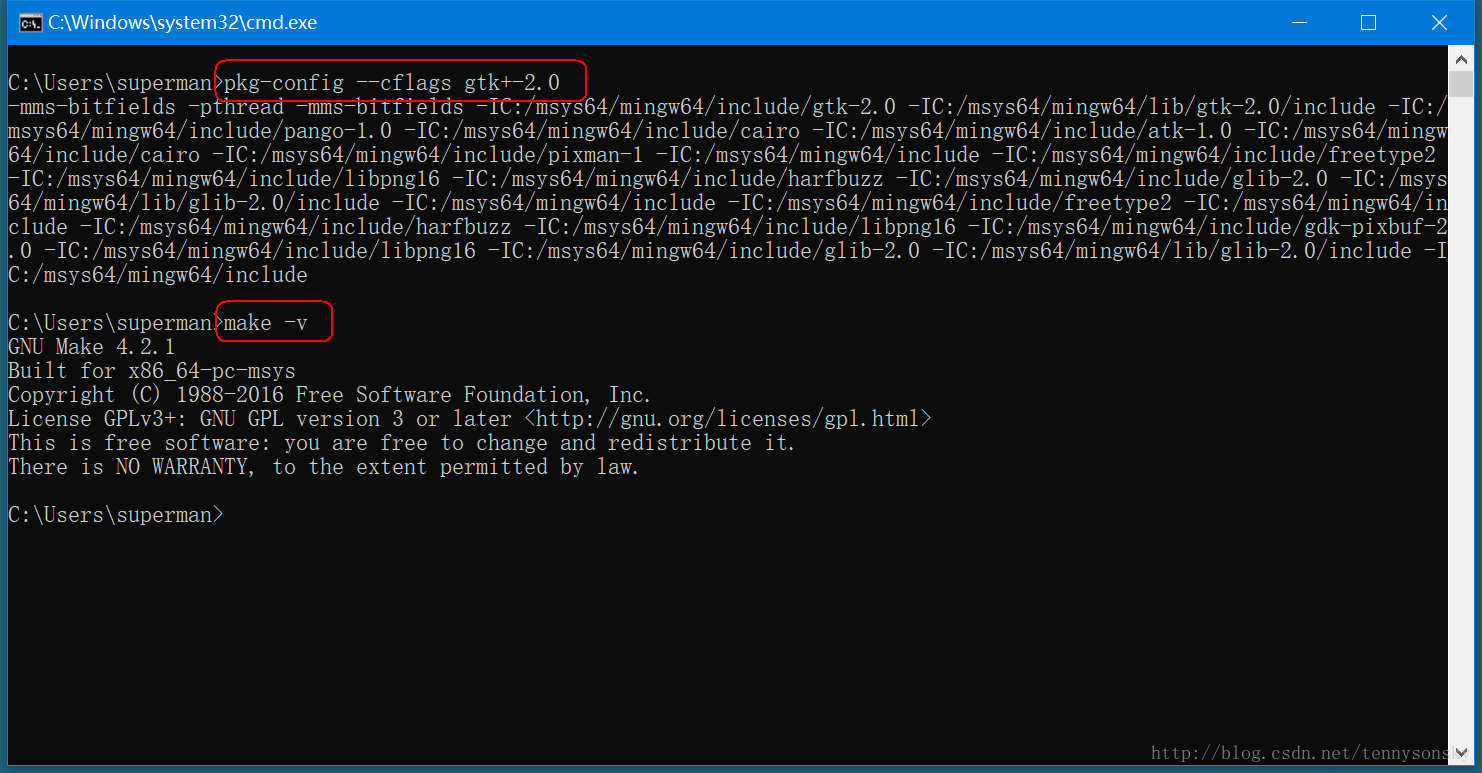 C:\Windows\system32\cmd.exe
C:\Users\superman>pkg-config --cflags gtk+-2.0
-mms-bitfields -pthread -mms-bitfields -IC:/msys64/mingw64/include/gtk-2.0 -IC:/msys64/mingw64/lib/gtk-2.0/include -IC:/
msys64/mingw64/include/pango-1.0 -IC:/msys64/mingw64/include/cairo -IC:/msys64/mingw64/include/atk-1.0 -IC:/msys64/mingw
64/include/cairo -IC:/msys64/mingw64/include/pixman-1 -IC:/msys64/mingw64/include -IC:/msys64/mingw64/include/freetype2
-IC:/msys64/mingw64/include/libpng16 -IC:/msys64/mingw64/include/harfbuzz -IC:/msys64/mingw64/include/glib-2.0 -IC:/msys
64/mingw64/lib/glib-2.0/include -IC:/msys64/mingw64/include -IC:/msys64/mingw64/include/freetype2 -IC:/msys64/mingw64/in
clude -IC:/msys64/mingw64/include/harfbuzz -IC:/msys64/mingw64/include/libpng16 -IC:/msys64/mingw64/include/gdk-pixbuf-2
.0 -IC:/msys64/mingw64/include/libpng16 -IC:/msys64/mingw64/include/glib-2.0 -IC:/msys64/mingw64/lib/glib-2.0/include -I
C:/msys64/mingw64/include
C:\Users\superman>make -v
GNU Make 4.2.1
Built for x86_64-pc-msys
Copyright (C) 1988-2016 Free Software Foundation, Inc.
License GPLv3+: GNU GPL version 3 or later <http://gnu.org/licenses/gpl.html>
This is free software: you are free to change and redistribute it.
There is NO WARRANTY, to the extent permitted by law.
C:\Users\superman>